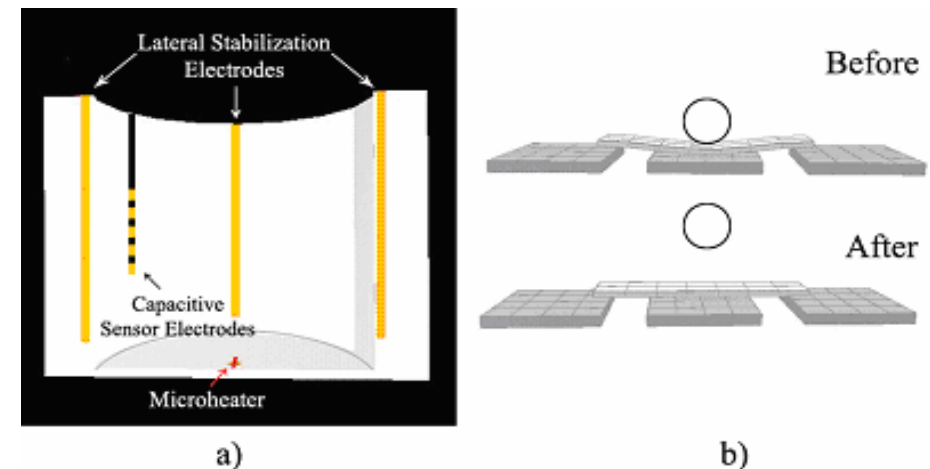 Lateral Stabilization
Electrodes
Capacitive
Sensor Electrodes
Microheater
a)
Before
After
b)